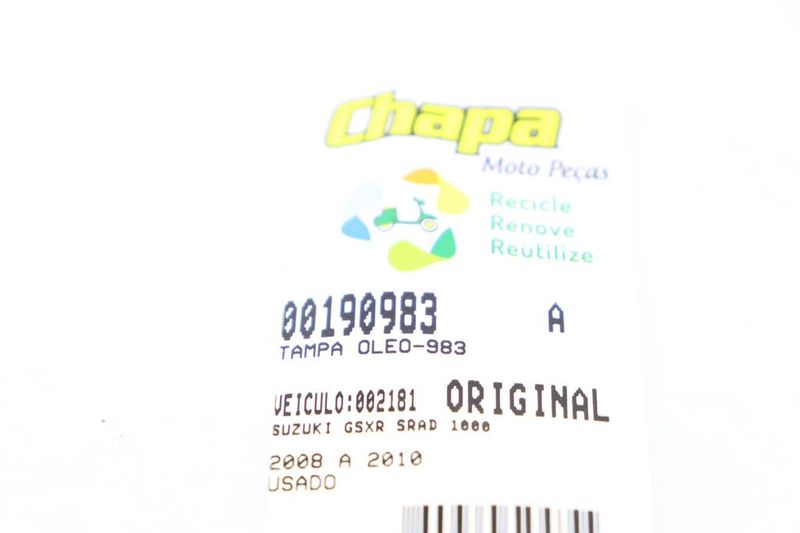 Chapa
Moto Peças
Recicle
Renove
Reutilize
00190983 A
TAMPA OLEO-983
VEICULO:002181 ORIGINAL
SUZUKI GSXR SRAD 1000
2008 A 2010
USADO